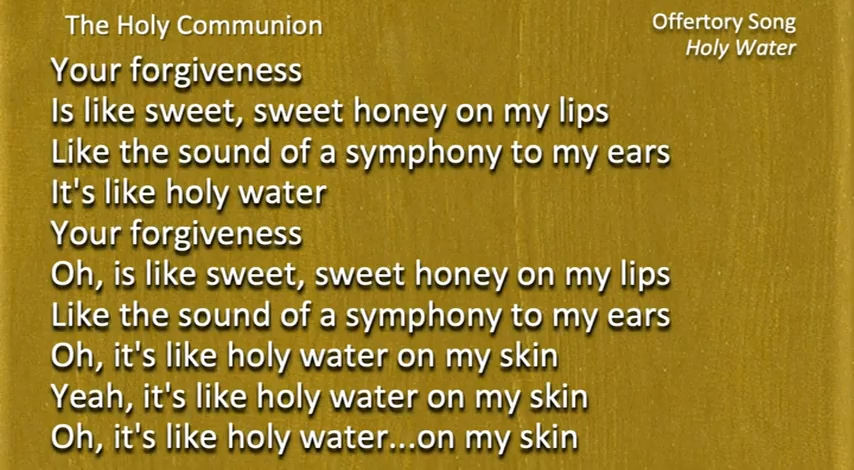 The Holy Communion
Offertory Song
Holy Water
Your forgiveness
Is like sweet, sweet honey on my lips
Like the sound of a symphony to my ears
It's like holy water
Your forgiveness
Oh, is like sweet, sweet honey on my lips
Like the sound of a symphony to my ears
Oh, it's like holy water on my skin
Yeah, it's like holy water on my skin
Oh, it's like holy water...on my skin